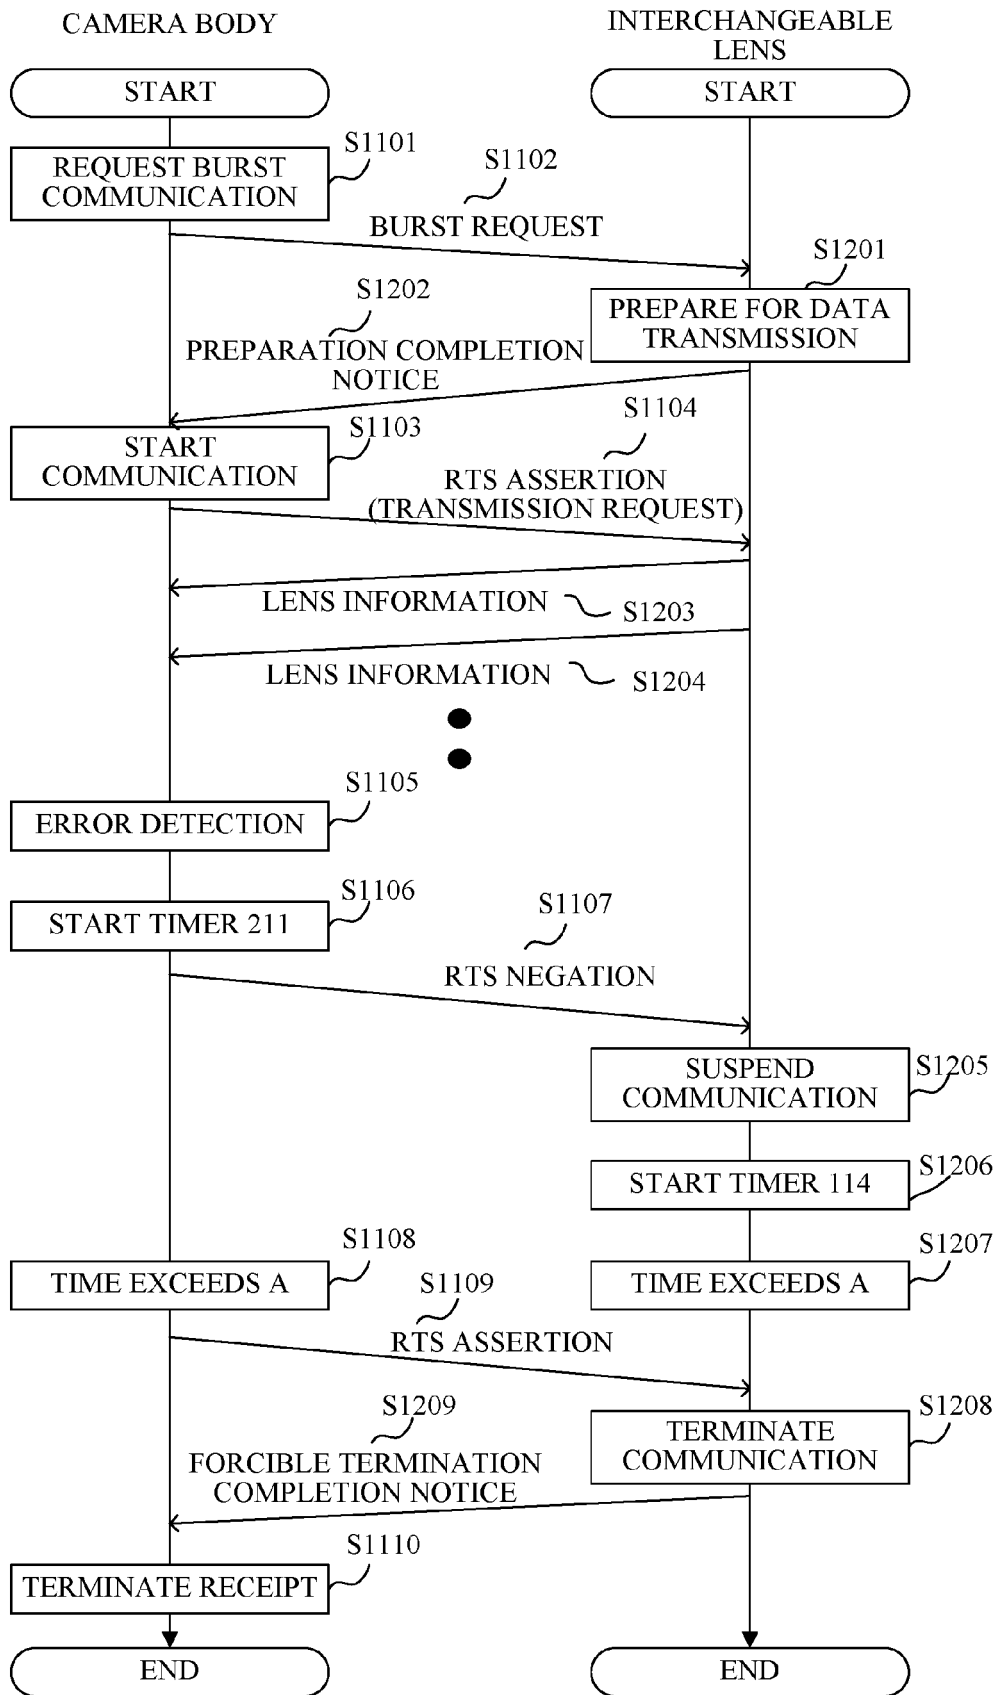 CAMERA BODY
INTERCHANGEABLE
LENS
START
START
S1101
REQUEST BURST
COMMUNICATION
S1102
BURST REQUEST
S1201
PREPARE FOR DATA
TRANSMISSION
S1202
PREPARATION COMPLETION
NOTICE
S1103
START
COMMUNICATION
S1104
RTS ASSERTION
(TRANSMISSION REQUEST)
LENS INFORMATION
S1203
LENS INFORMATION
S1204
S1105
ERROR DETECTION
S1106
START TIMER 211
S1107
RTS NEGATION
SUSPEND
COMMUNICATION
S1205
START TIMER 114
S1206
S1108
TIME EXCEEDS A
S1207
TIME EXCEEDS A
S1109
RTS ASSERTION
S1208
TERMINATE
COMMUNICATION
S1209
FORCIBLE TERMINATION
COMPLETION NOTICE
S1110
TERMINATE RECEIPT
END
END